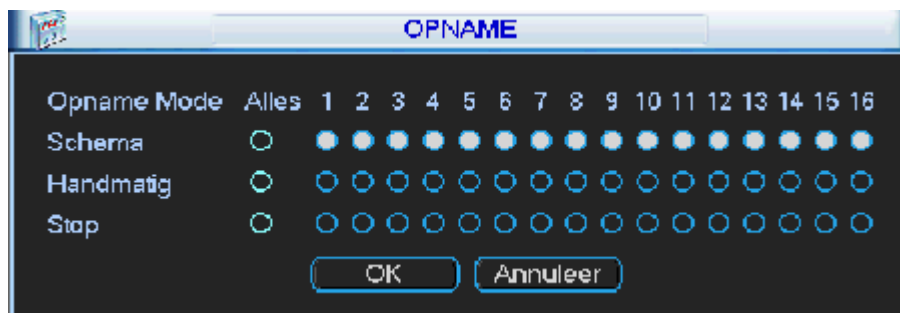 OPNAME
Opname Mode Alles 1 2 3 4 5 6 7 8 9 10 11 12 13 14 15 16
Schema
Handmatig
Stop
OK Annuleer